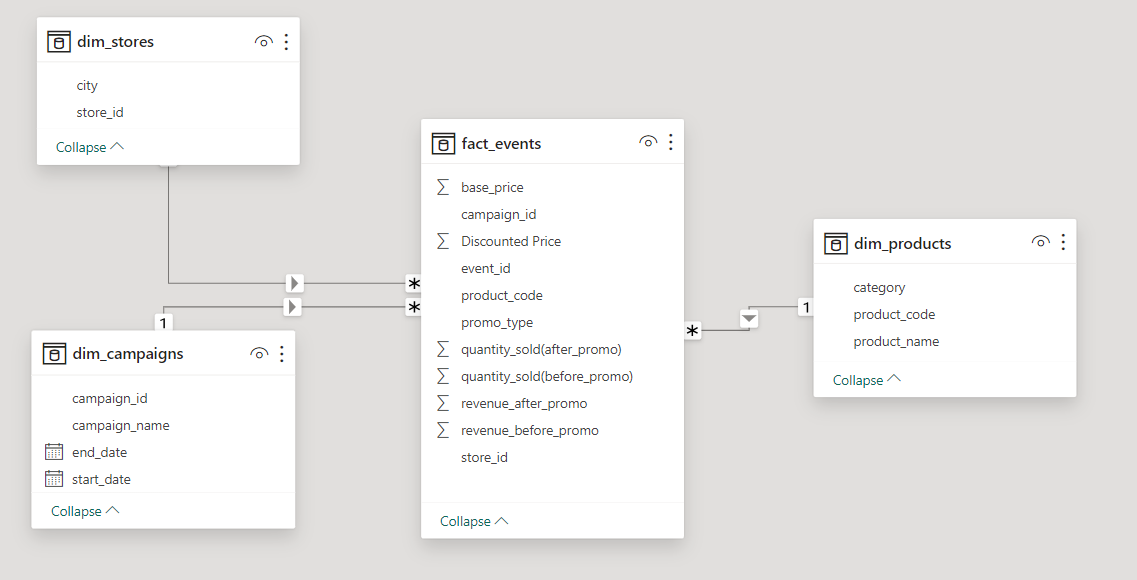 dim_stores
city
store_id
Collapse
fact_events
base_price
campaign_id
Discounted Price
event_id
product_code
promo_type
quantity_sold(after_promo)
quantity_sold(before_promo)
revenue_after_promo
revenue_before_promo
store_id
Collapse
dim_products
category
product_code
product_name
Collapse
dim_campaigns
campaign_id
campaign_name
end_date
start_date
Collapse
*
*
1
*
1